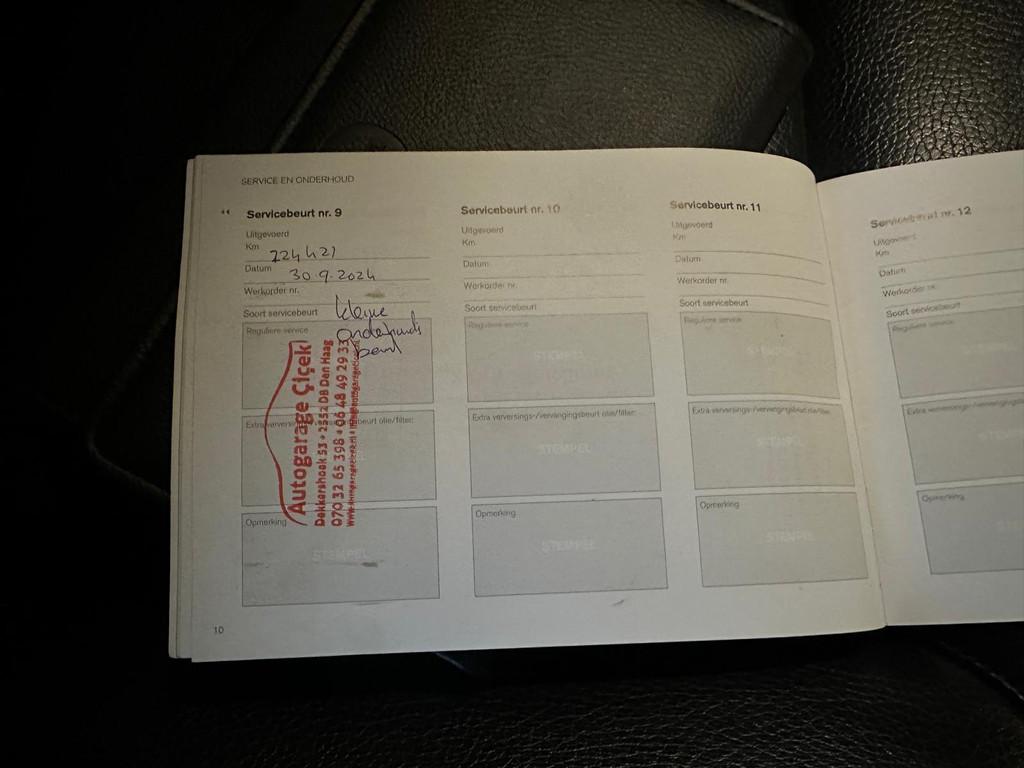 SERVICE EN ONDERHOUD
Servicebeurt nr. 9
Uitgevoerd
Km 224421
Datum 30.9.2024
Werkorder nr.
Soort servicebeurt kleine
onderhouds
beurt
Reguliere service
Autogarage Çiçek
Dekkershoek 53 • 2552 DB Den Haag
070 32 65 398 • 06 48 49 29 33
Extra verversings beurt olie/filter:
Opmerking
STEMPEL
Servicebeurt nr. 10
Uitgevoerd
Km
Datum
Werkorder nr.
Soort servicebeurt
Reguliere service
STEMPEL
Extra verversings-/vervangingsbeurt olie/filter:
STEMPEL
Opmerking
STEMPEL
Servicebeurt nr. 11
Uitgevoerd
Km
Datum
Werkorder nr.
Soort servicebeurt
Reguliere service
STEMPEL
Extra verversings-/vervangingsbeurt olie/filter:
STEMPEL
Opmerking
STEMPEL
Servicebeurt nr. 12
Uitgevoerd
Km
Datum
Werkorder nr.
Soort servicebeurt
Reguliere service
Extra verversings-/vervangings
Opmerking
10